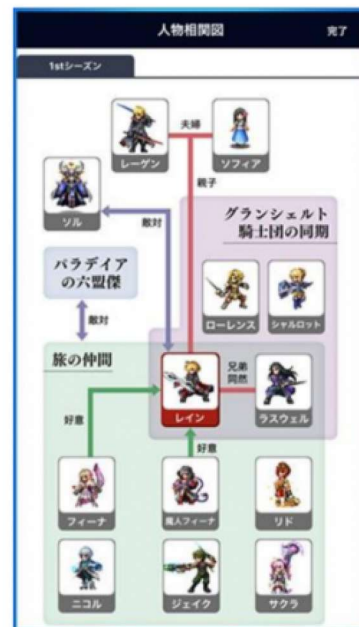 人物相関図
完了
1stシーズン
夫婦
レーゲン
ソフィア
親子
ソル
敵対
グランシェルト
騎士団の同期
パラデイアの
六盟傑
敵対
ローレンス
シャルロット
旅の仲間
兄弟
同然
レイン
ラスウェル
好意
好意
フィーナ
魔人フィーナ
リド
ニコル
ジェイク
サクラ